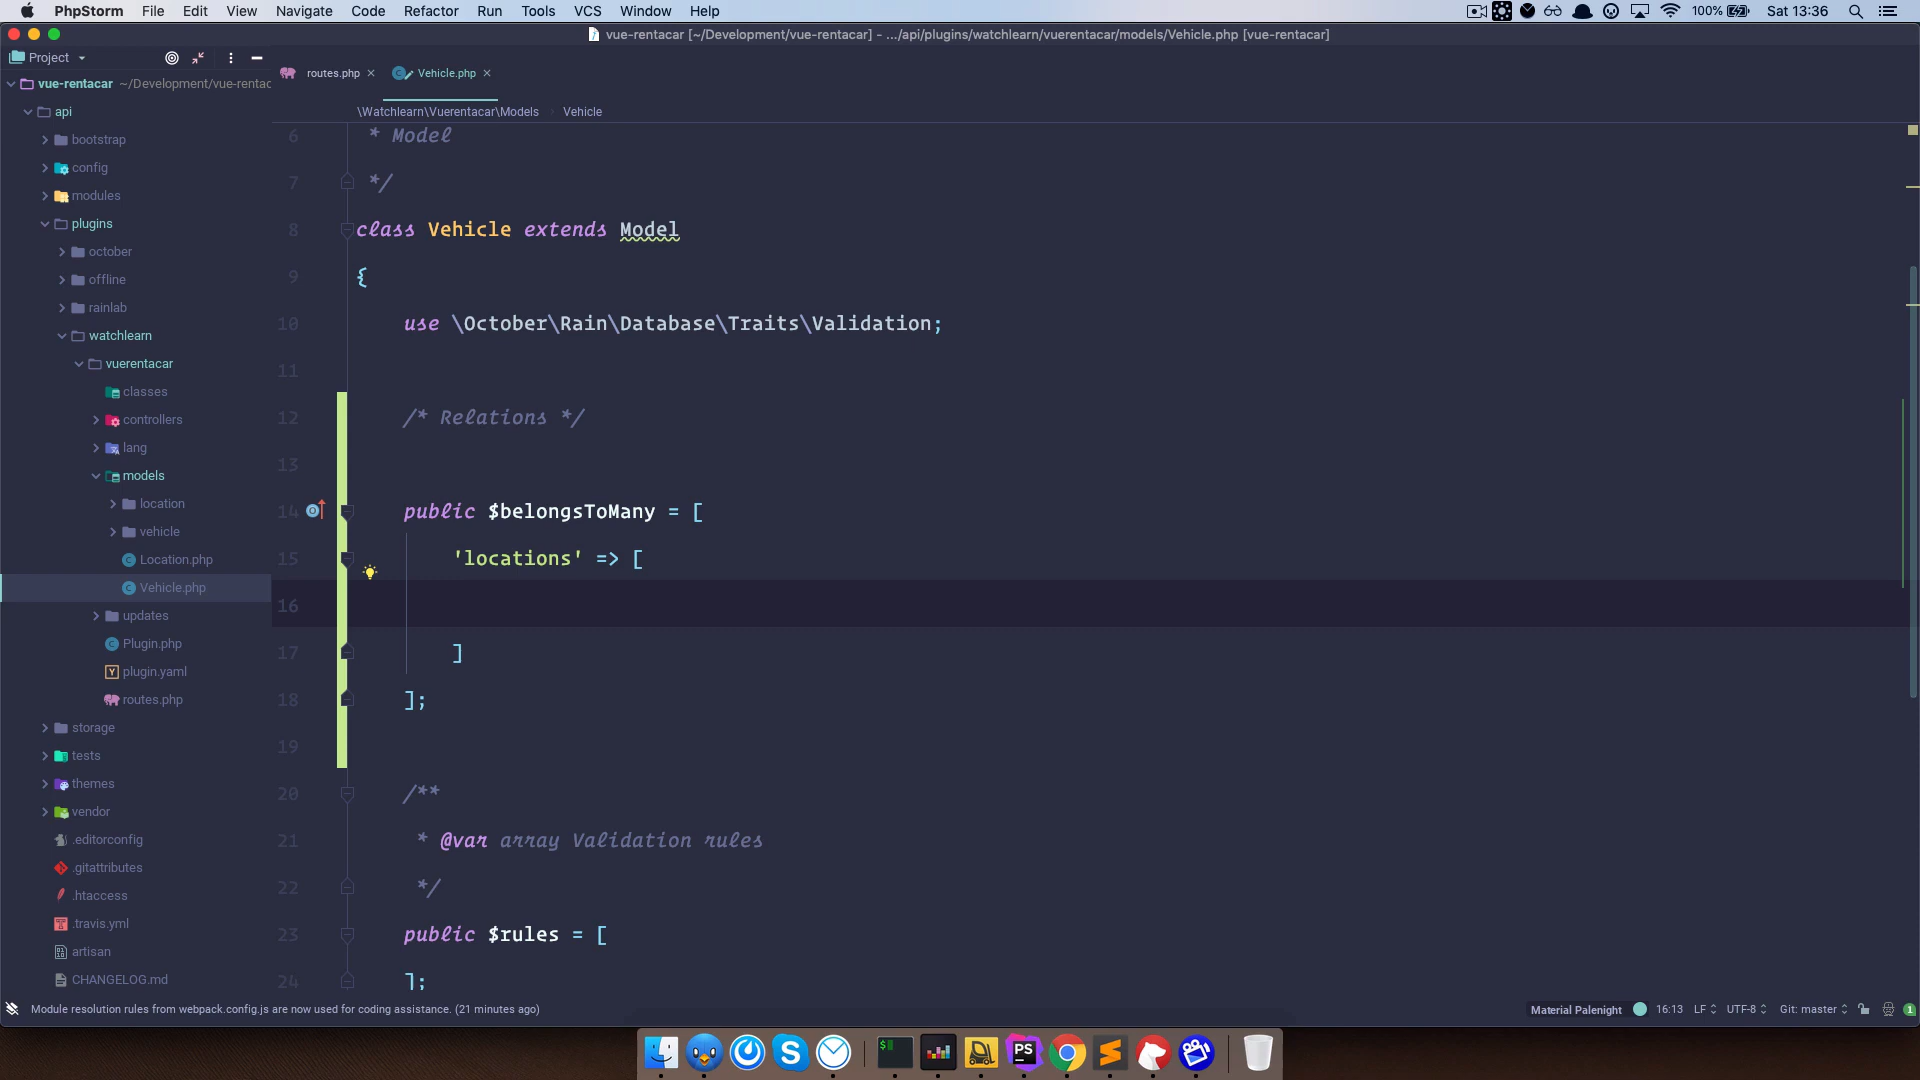 PhpStorm File Edit View Navigate Code Refactor Run Tools VCS Window Help 100% Sat 13:36
vue-rentacar [~/Development/vue-rentacar] - .../api/plugins/watchlearn/vuerentacar/models/Vehicle.php [vue-rentacar]
Project
routes.php
Vehicle.php
\Watchlearn\Vuerentacar\Models Vehicle
vue-rentacar ~/Development/vue-rentac
api
bootstrap
config
modules
plugins
october
offline
rainlab
watchlearn
vuerentacar
classes
controllers
lang
models
location
vehicle
Location.php
Vehicle.php
updates
Plugin.php
plugin.yaml
routes.php
storage
tests
themes
vendor
.editorconfig
.gitattributes
.htaccess
.travis.yml
artisan
CHANGELOG.md
6 * Model
7 */
8 class Vehicle extends Model
9 {
10 use \October\Rain\Database\Traits\Validation;
11
12 /* Relations */
13
14 public $belongsToMany = [
15 'locations' => [
16
17 ]
18 ];
19
20 /**
21 * @var array Validation rules
22 */
23 public $rules = [
24 ];
Module resolution rules from webpack.config.js are now used for coding assistance. (21 minutes ago)
Material Palenight 16:13 LF UTF-8 Git: master 1
PS